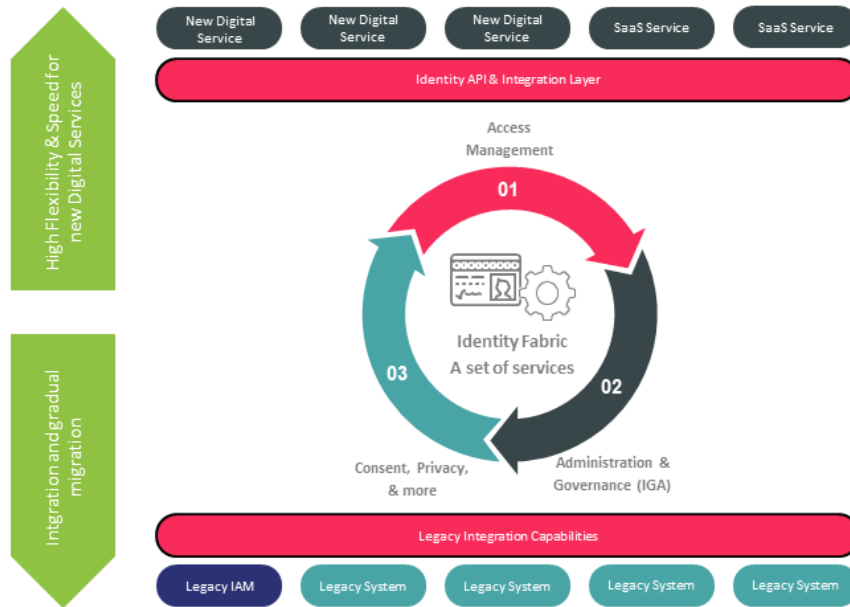 New Digital
Service
New Digital
Service
New Digital
Service
SaaS Service
SaaS Service
Identity API & Integration Layer
High Flexibility & Speed for
new Digital Services
Access
Management
01
Identity Fabric
A set of services
03
02
Consent, Privacy,
& more
Administration &
Governance (IGA)
Intgration andgradual
migration
Legacy Integration Capabilities
Legacy IAM
Legacy System
Legacy System
Legacy System
Legacy System